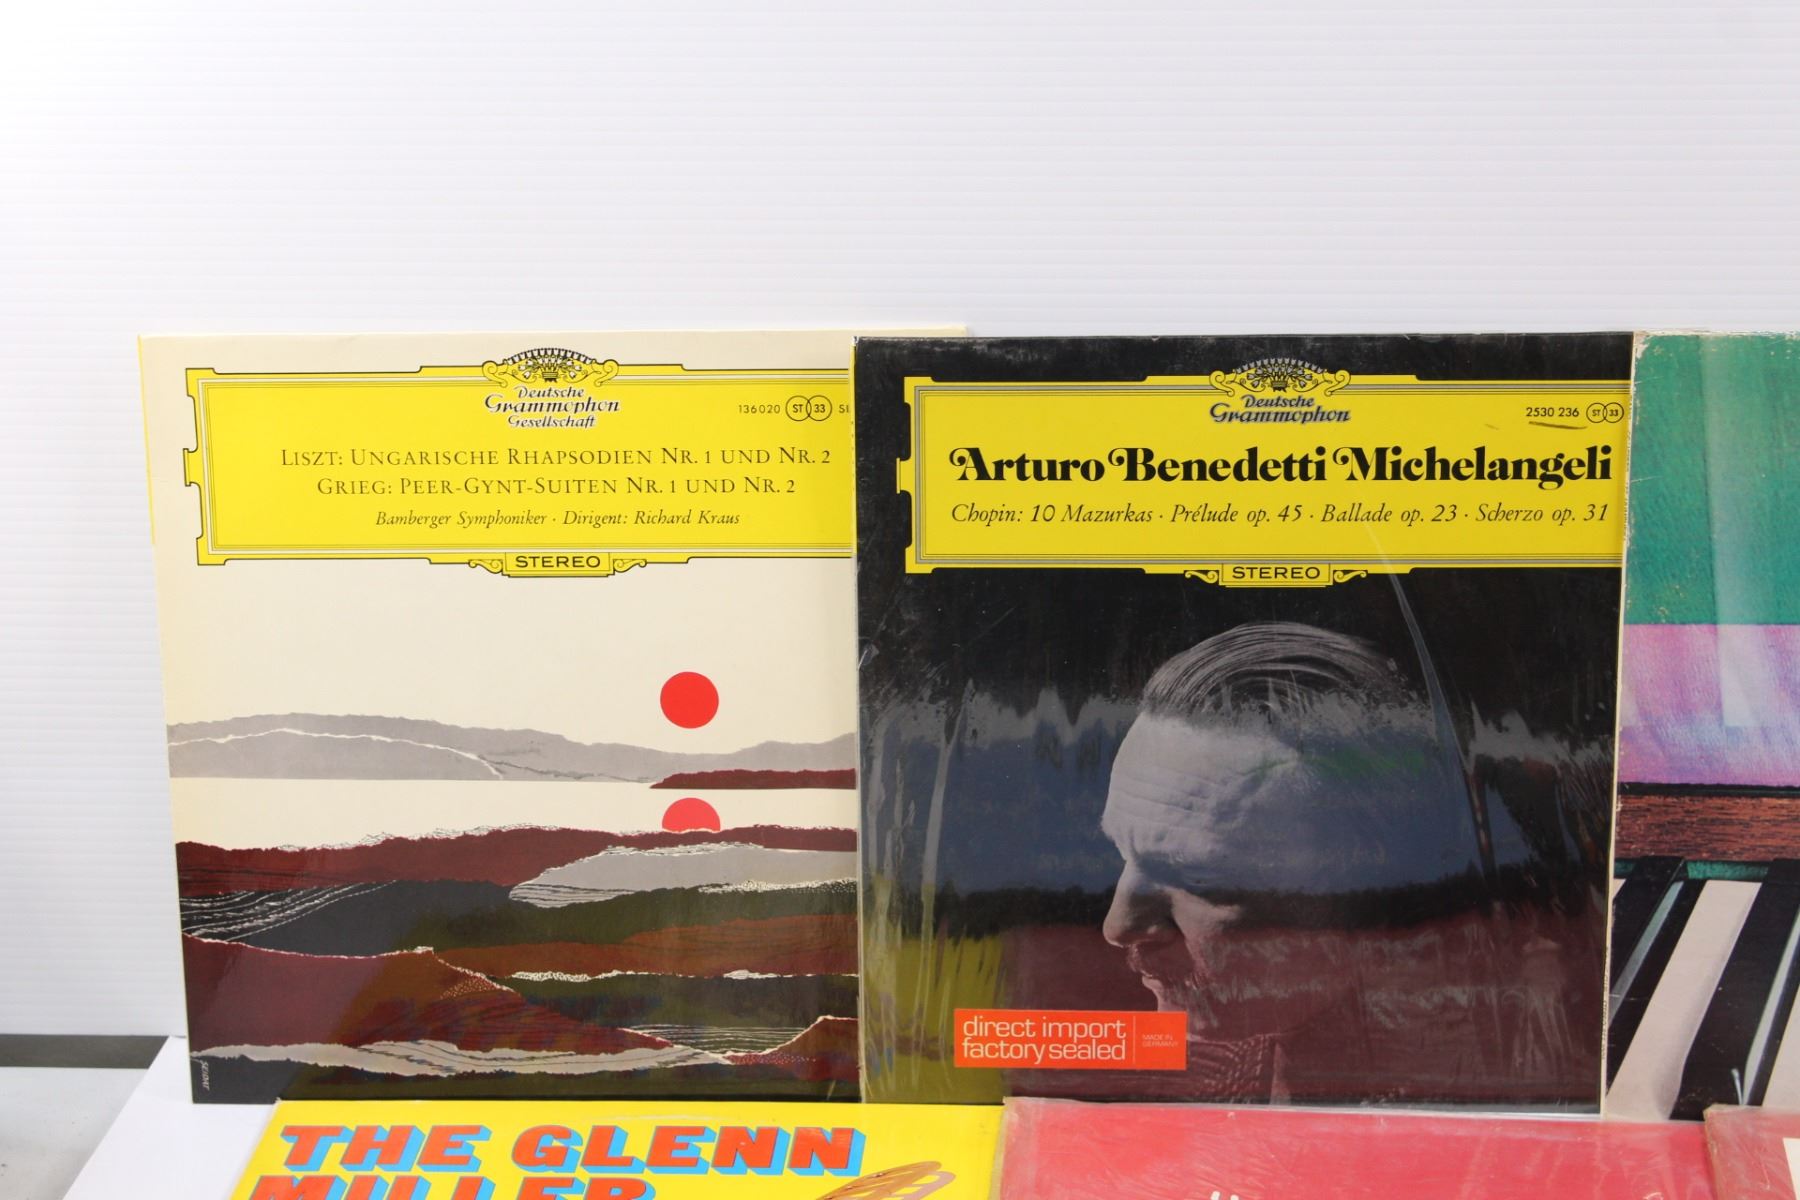 Deutsche
Grammophon
Gesellschaft
136020 ST 33
LISZT: UNGARISCHE RHAPSODIEN NR. 1 UND NR. 2
GRIEG: PEER-GYNT-SUITEN NR. 1 UND NR. 2
Bamberger Symphoniker · Dirigent: Richard Kraus
STEREO
Deutsche
Grammophon
2530 236 ST 33
Arturo Benedetti Michelangeli
Chopin: 10 Mazurkas · Prélude op. 45 · Ballade op. 23 · Scherzo op. 31
STEREO
direct import
factory sealed
MADE IN
GERMANY
THE GLENN
MILLER